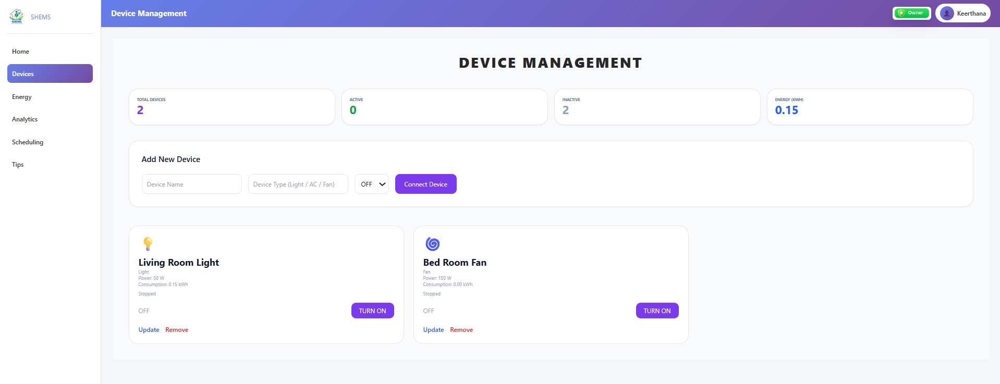 SHEMS
SHEMS
Home
Devices
Energy
Analytics
Scheduling
Tips
Device Management
Owner
Keerthana
DEVICE MANAGEMENT
TOTAL DEVICES
2
ACTIVE
0
INACTIVE
2
ENERGY (KWH)
0.15
Add New Device
Device Name
Device Type (Light / AC / Fan)
OFF
Connect Device
Living Room Light
Light
Power: 50 W
Consumption: 0.15 kWh
Stopped
OFF
TURN ON
Update Remove
Bed Room Fan
Fan
Power: 150 W
Consumption: 0.00 kWh
Stopped
OFF
TURN ON
Update Remove